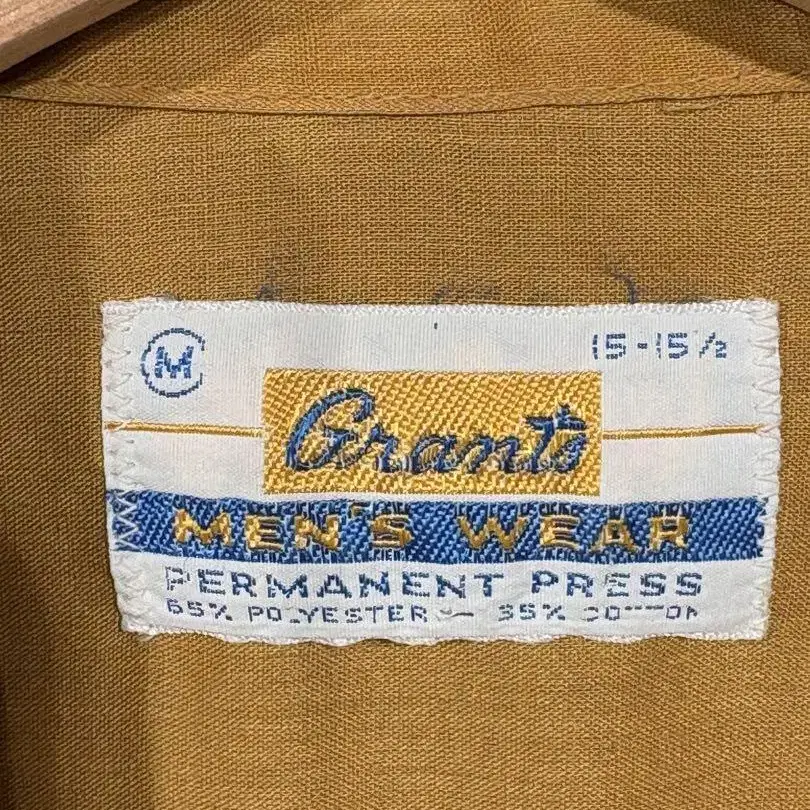 M 15-15½
Grants
MEN'S WEAR
PERMANENT PRESS
65% POLYESTER - 35% COTTON